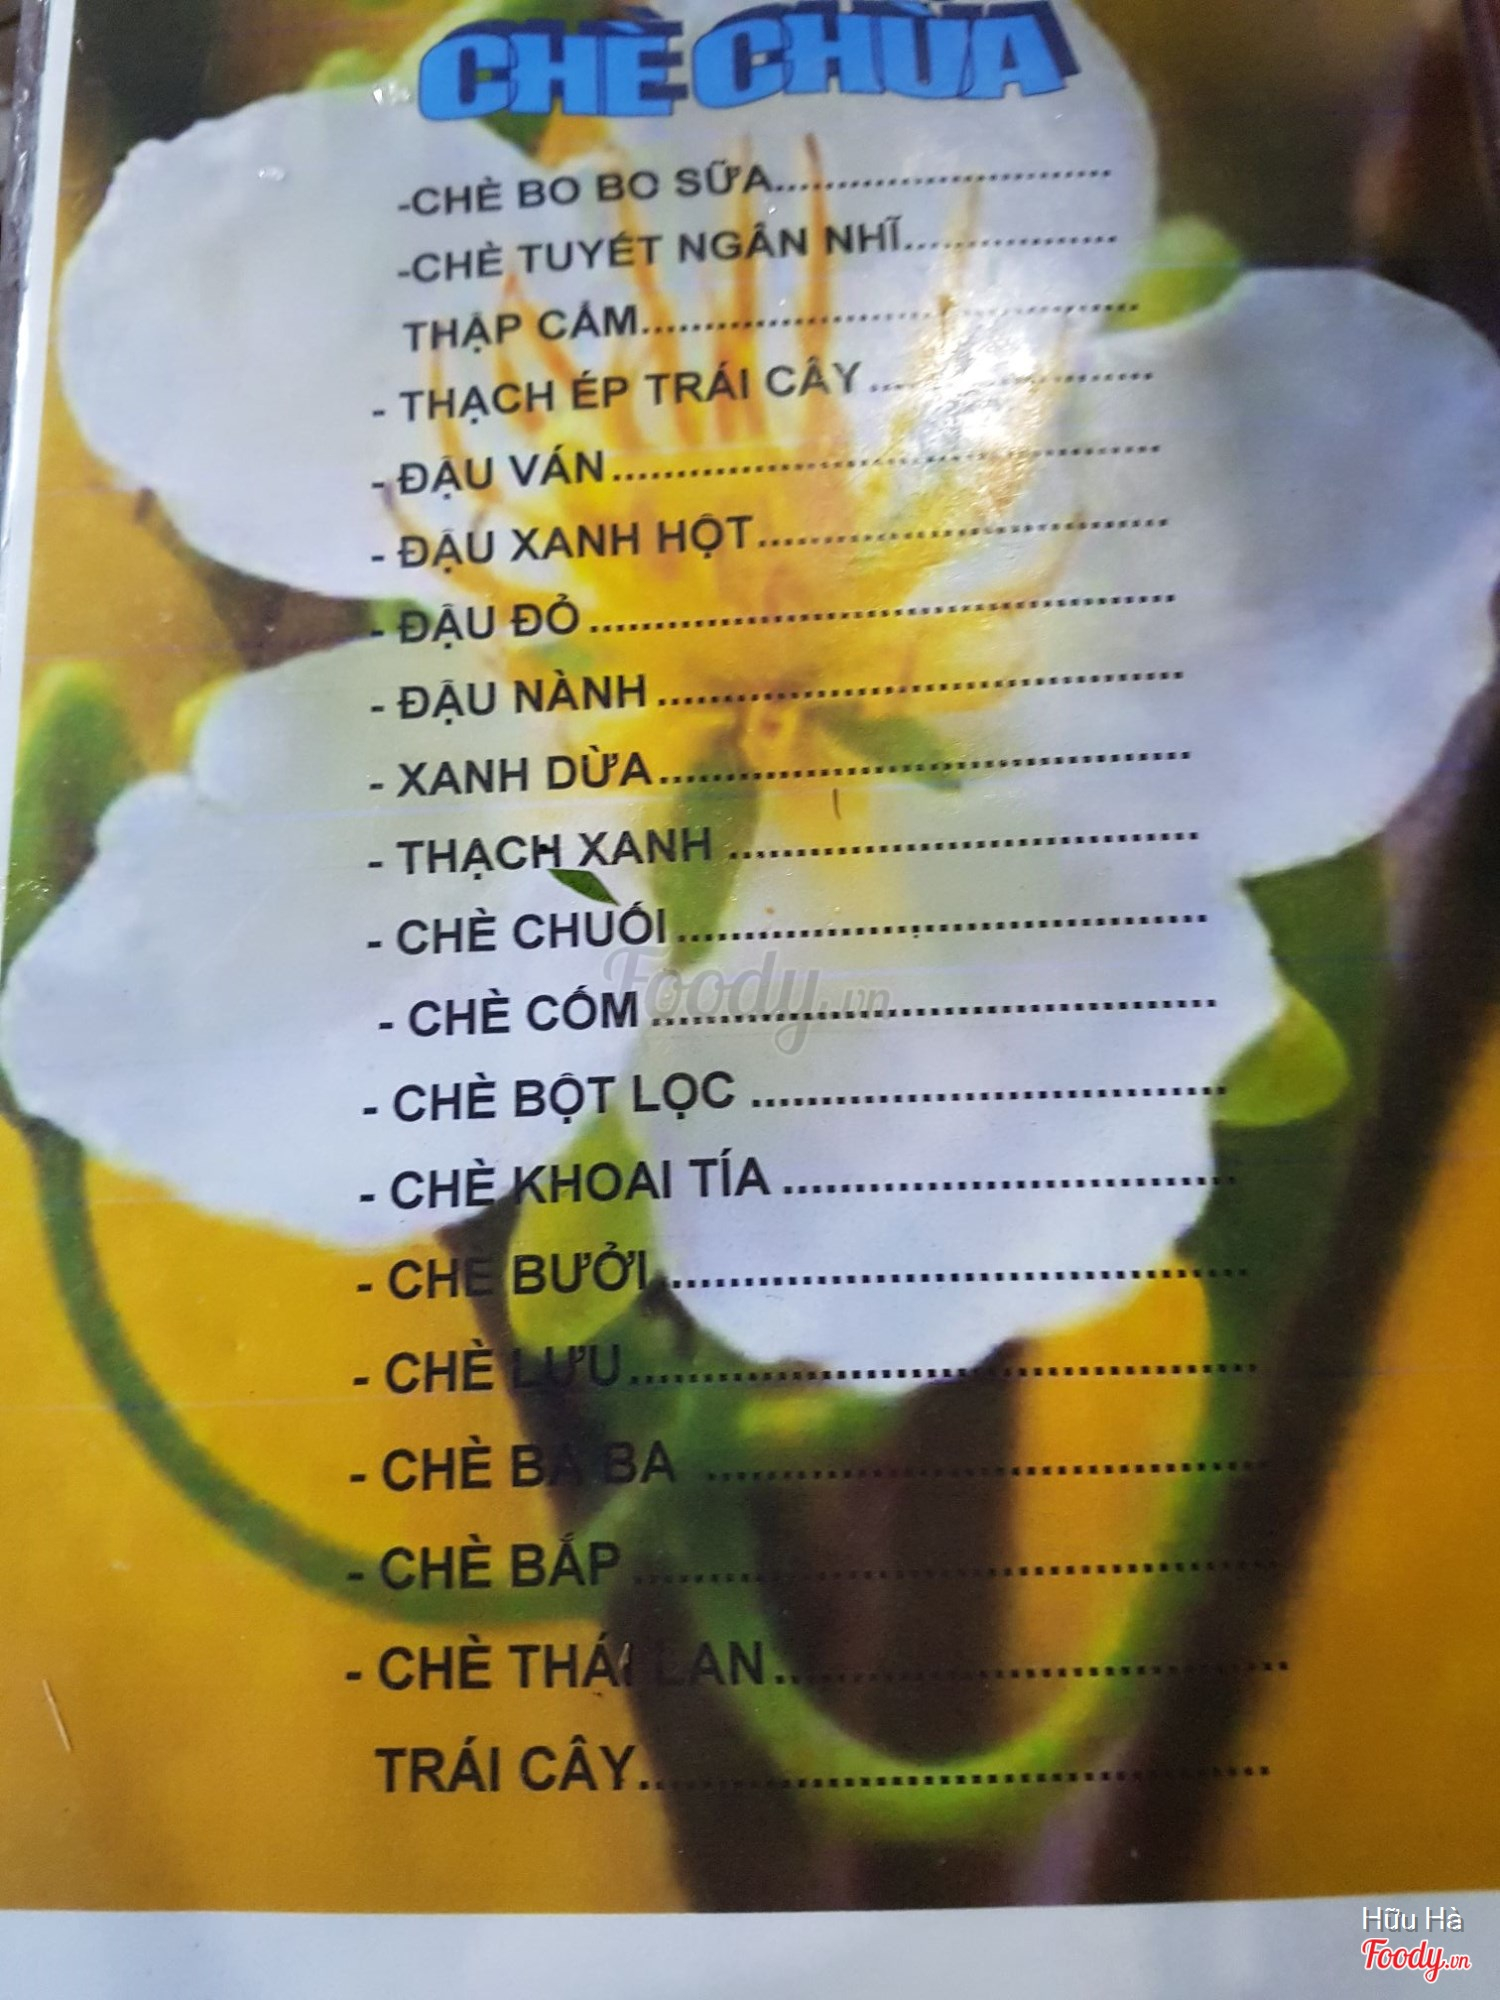 CHÈ CHÙA
-CHÈ BO BO SỮA..............................
-CHÈ TUYẾT NGÂN NHĨ....................
THẬP CẨM............................................
- THẠCH ÉP TRÁI CÂY..........................
- ĐẬU VÁN..............................................
- ĐẬU XANH HỘT...................................
- ĐẬU ĐỎ................................................
- ĐẬU NÀNH...........................................
- XANH DỪA...........................................
- THẠCH XANH ......................................
- CHÈ CHUỐI..........................................
- CHÈ CỐM.............................................
- CHÈ BỘT LỌC .....................................
- CHÈ KHOAI TÍA ...................................
- CHÈ BƯỞI............................................
- CHÈ LỰU..............................................
- CHÈ BA BA ..........................................
- CHÈ BẮP ..............................................
- CHÈ THÁI LAN.....................................
TRÁI CÂY...............................................
Foody.vn
Hữu Hà
Foody.vn